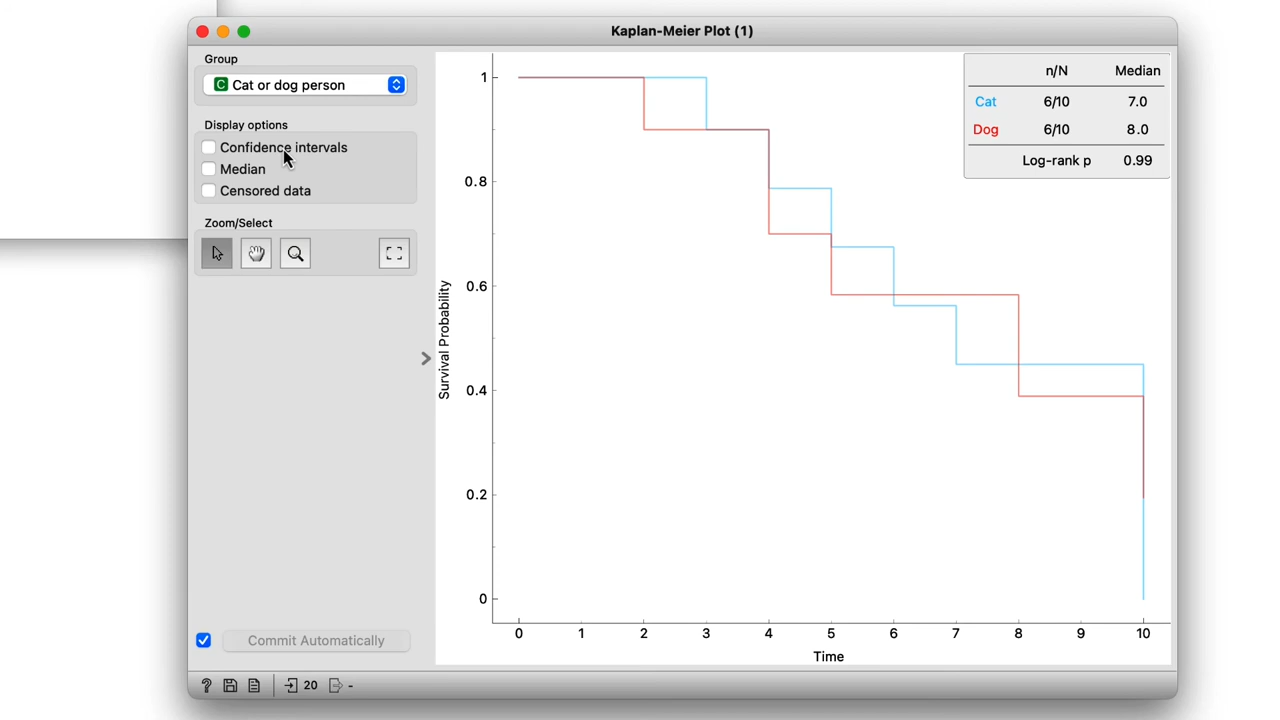 Kaplan-Meier Plot (1)
Group
C Cat or dog person
Display options
Confidence intervals
Median
Censored data
Zoom/Select
Commit Automatically
? 20 -
n/N Median
Cat 6/10 7.0
Dog 6/10 8.0
Log-rank p 0.99
Survival Probability
1
0.8
0.6
0.4
0.2
0
0 1 2 3 4 5 6 7 8 9 10
Time